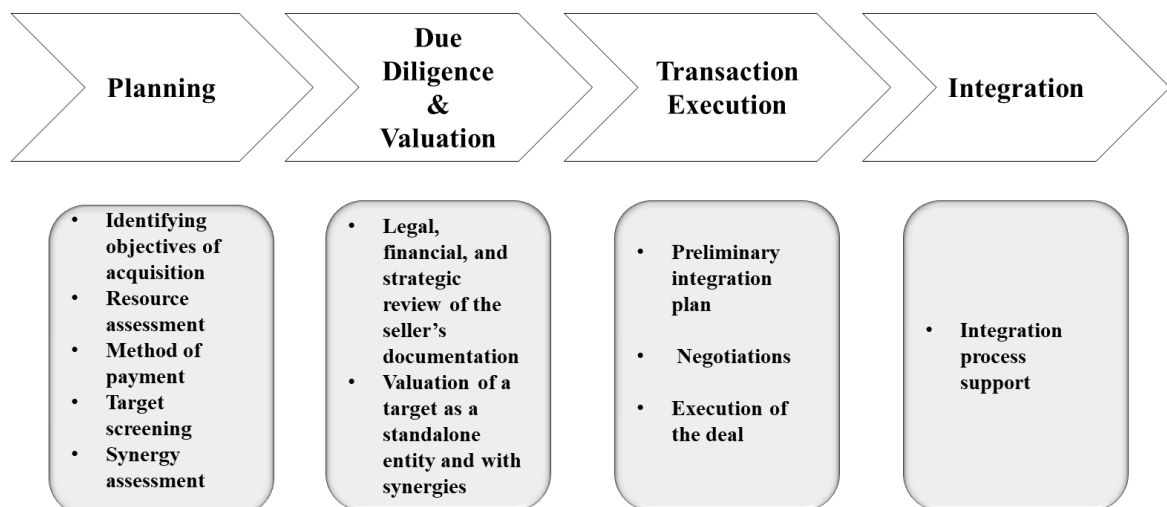 Planning
Due
Diligence
&
Valuation
Transaction
Execution
Integration
• Identifying
objectives of
acquisition
• Resource
assessment
• Method of
payment
• Target
screening
• Synergy
assessment
• Legal,
financial, and
strategic
review of the
seller’s
documentation
• Valuation of a
target as a
standalone
entity and with
synergies
• Preliminary
integration
plan
• Negotiations
• Execution of
the deal
• Integration
process
support